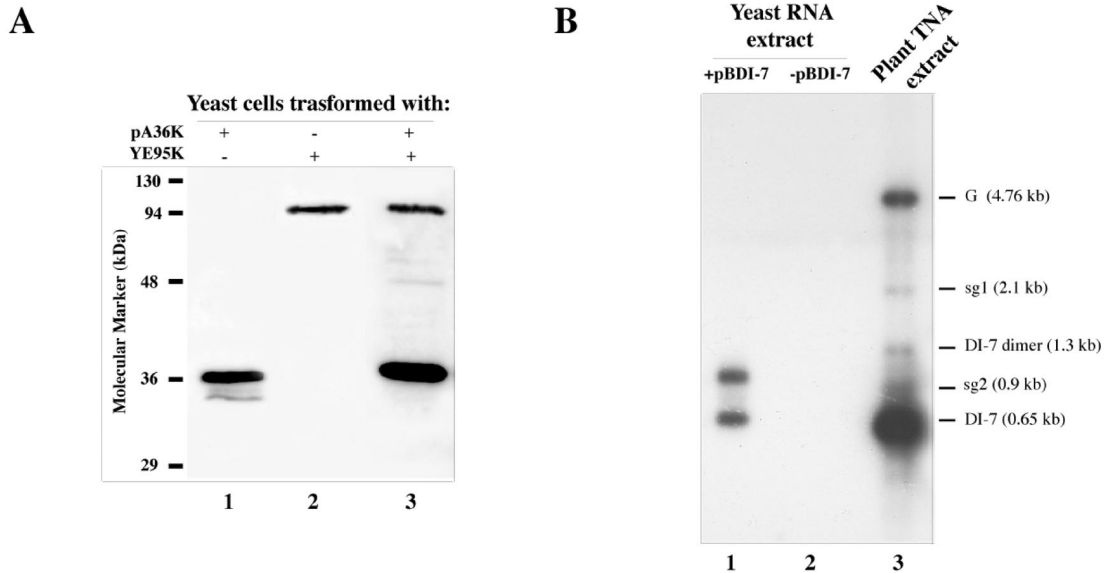 A
Yeast cells trasformed with:
pA36K + - +
YE95K - + +
Molecular Marker (kDa)
130
94
48
36
29
1 2 3
B
Yeast RNA
extract
+pBDI-7 -pBDI-7
Plant TNA
extract
G (4.76 kb)
sg1 (2.1 kb)
DI-7 dimer (1.3 kb)
sg2 (0.9 kb)
DI-7 (0.65 kb)
1 2 3